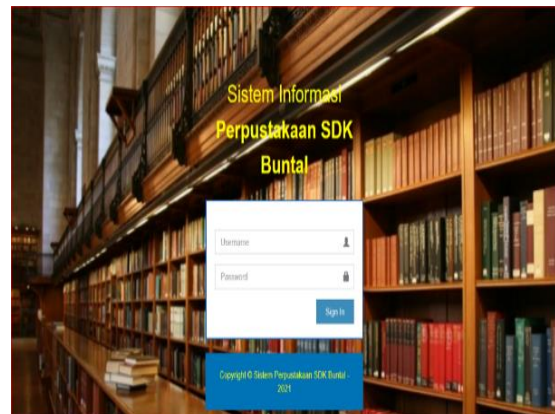 Sistem Informasi
Perpustakaan SDK
Buntal
Username
Password
Sign In
Copyright © Sistem Perpustakaan SDK Buntal -
2021